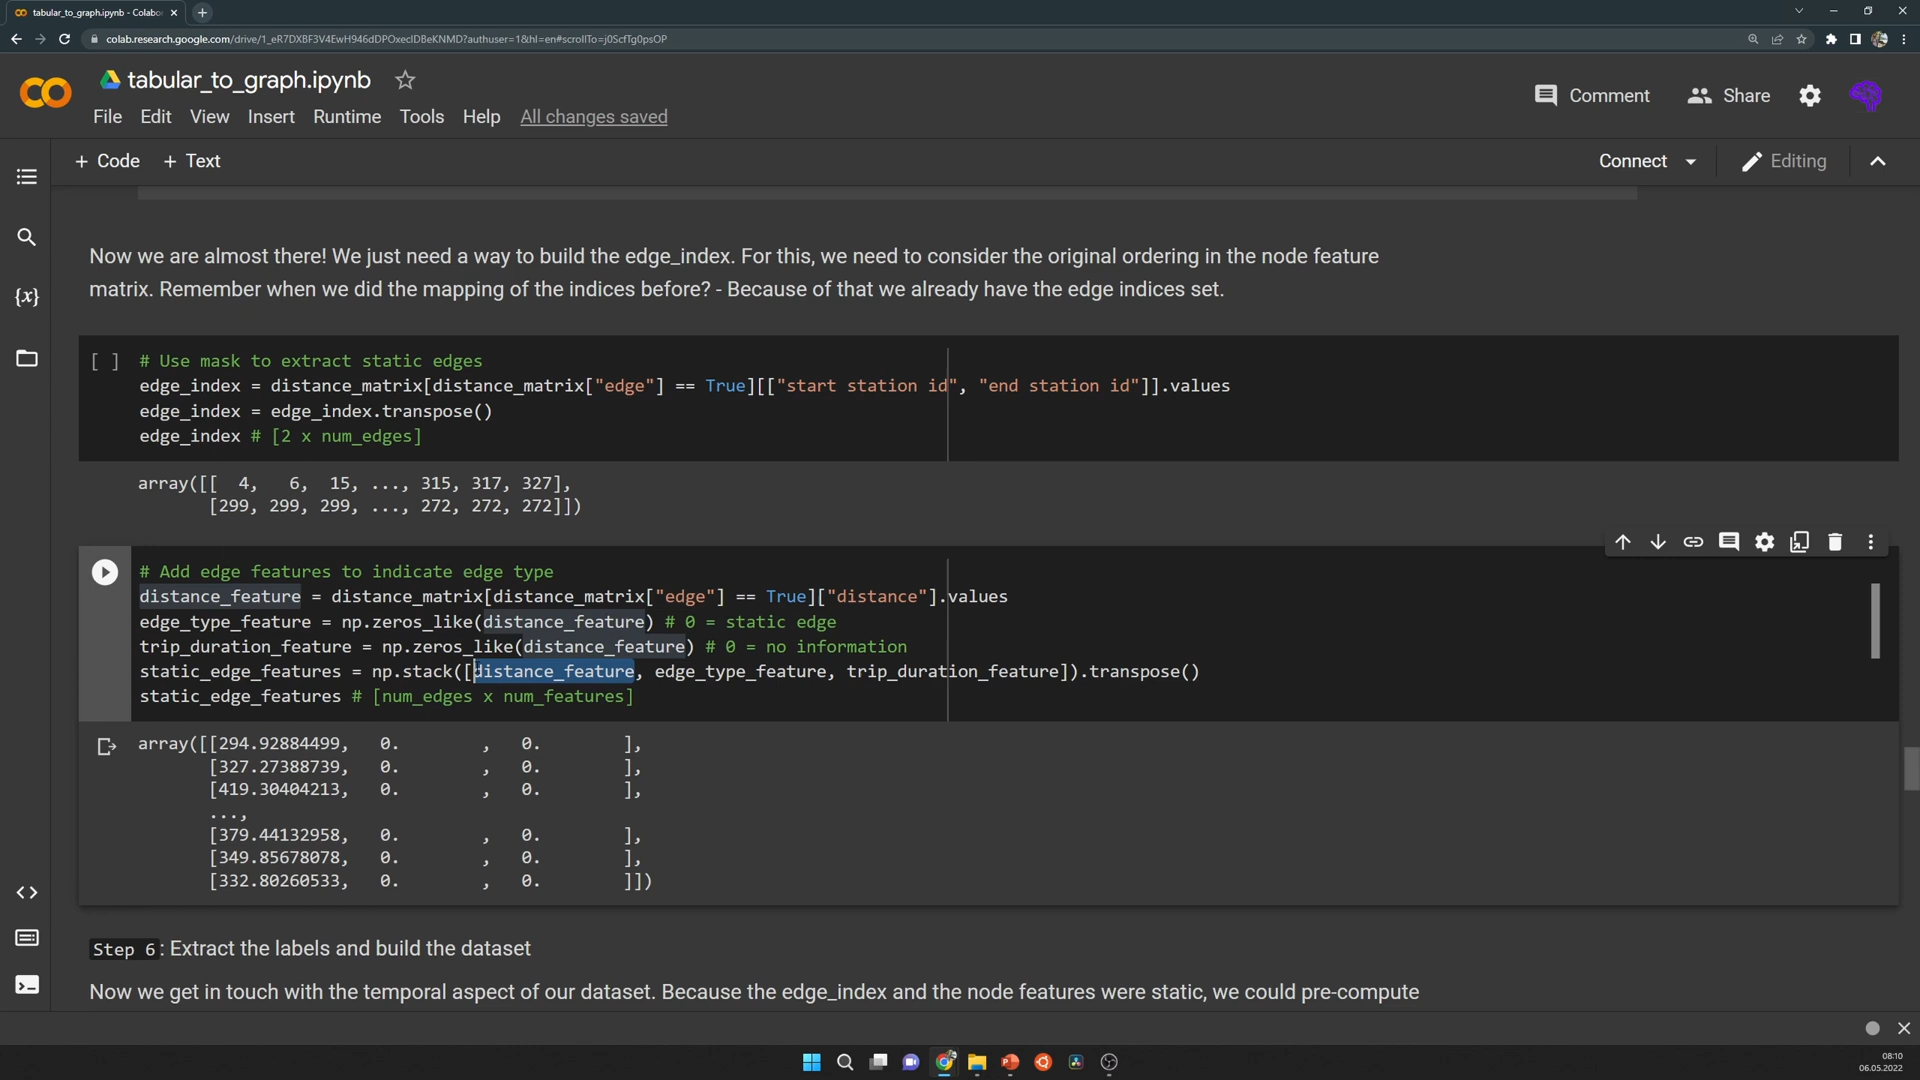 tabular_to_graph.ipynb - Colabo
colab.research.google.com/drive/1_eR7DXBF3V4EwH946dDPOxecIDBeKNMD?authuser=1&hl=en#scrollTo=j0ScfTg0psOP
tabular_to_graph.ipynb
File Edit View Insert Runtime Tools Help All changes saved
Comment Share
+ Code + Text
Connect Editing
Now we are almost there! We just need a way to build the edge_index. For this, we need to consider the original ordering in the node feature
matrix. Remember when we did the mapping of the indices before? - Because of that we already have the edge indices set.
[ ] # Use mask to extract static edges
edge_index = distance_matrix[distance_matrix["edge"] == True][["start station id", "end station id"]].values
edge_index = edge_index.transpose()
edge_index # [2 x num_edges]
array([[ 4, 6, 15, ..., 315, 317, 327],
[299, 299, 299, ..., 272, 272, 272]])
# Add edge features to indicate edge type
distance_feature = distance_matrix[distance_matrix["edge"] == True]["distance"].values
edge_type_feature = np.zeros_like(distance_feature) # 0 = static edge
trip_duration_feature = np.zeros_like(distance_feature) # 0 = no information
static_edge_features = np.stack([distance_feature, edge_type_feature, trip_duration_feature]).transpose()
static_edge_features # [num_edges x num_features]
array([[294.92884499, 0. , 0. ],
[327.27388739, 0. , 0. ],
[419.30404213, 0. , 0. ],
...,
[379.44132958, 0. , 0. ],
[349.85678078, 0. , 0. ],
[332.80260533, 0. , 0. ]])
Step 6: Extract the labels and build the dataset
Now we get in touch with the temporal aspect of our dataset. Because the edge_index and the node features were static, we could pre-compute
08:10
06.05.2022